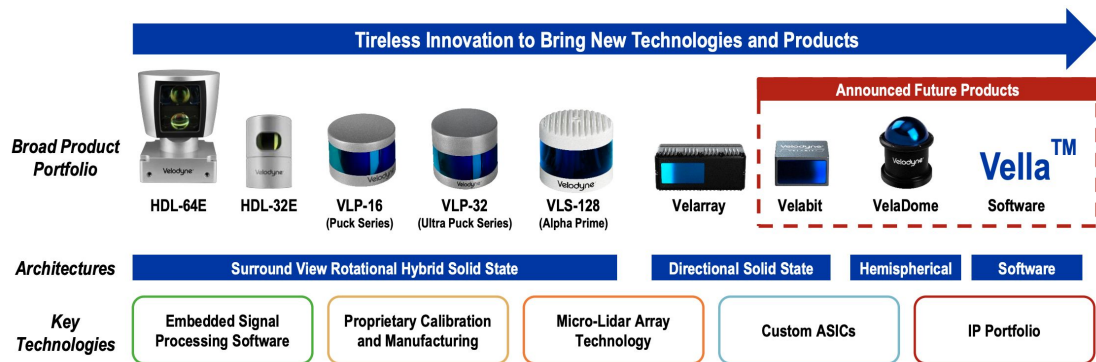 Tireless Innovation to Bring New Technologies and Products
Announced Future Products
Broad Product
Portfolio
Velodyne
Velodyne
Velodyne
Velodyne
Velodyne
Velodyne
Velodyne
Vella™
HDL-64E
HDL-32E
VLP-16
(Puck Series)
VLP-32
(Ultra Puck Series)
VLS-128
(Alpha Prime)
Velarray
Velabit
VelaDome
Software
Architectures
Surround View Rotational Hybrid Solid State
Directional Solid State
Hemispherical
Software
Key
Technologies
Embedded Signal
Processing Software
Proprietary Calibration
and Manufacturing
Micro-Lidar Array
Technology
Custom ASICs
IP Portfolio